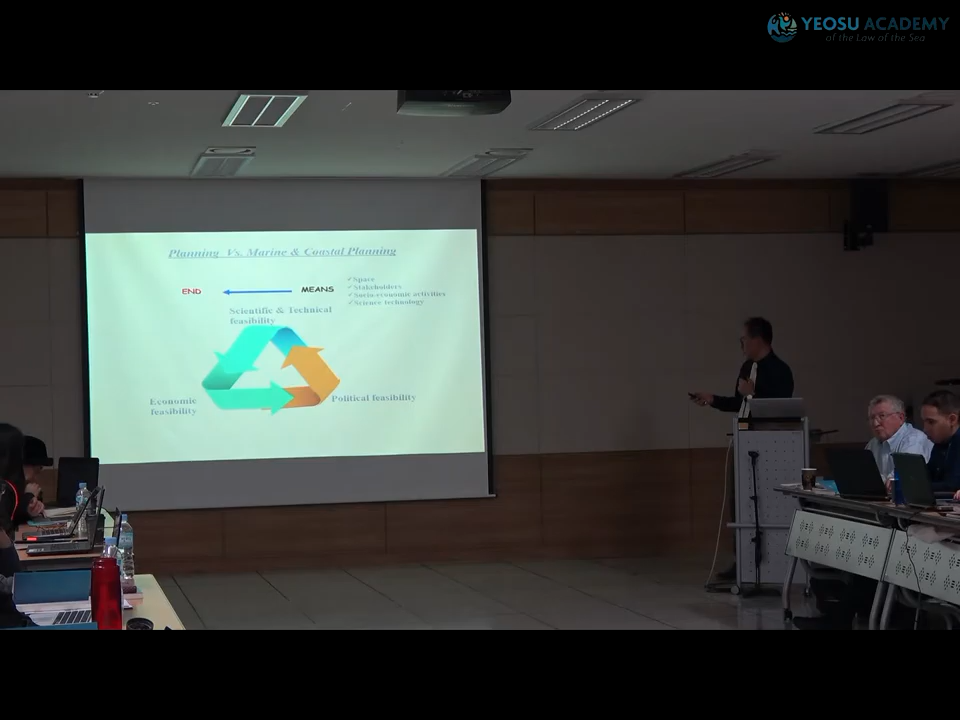 YEOSU ACADEMY
of the Law of the Sea
Planning Vs. Marine & Coastal Planning
END
MEANS
✓Space
✓Stakeholders
✓Socio-economic activities
✓Science technology
Scientific & Technical
feasibility
Economic
feasibility
Political feasibility